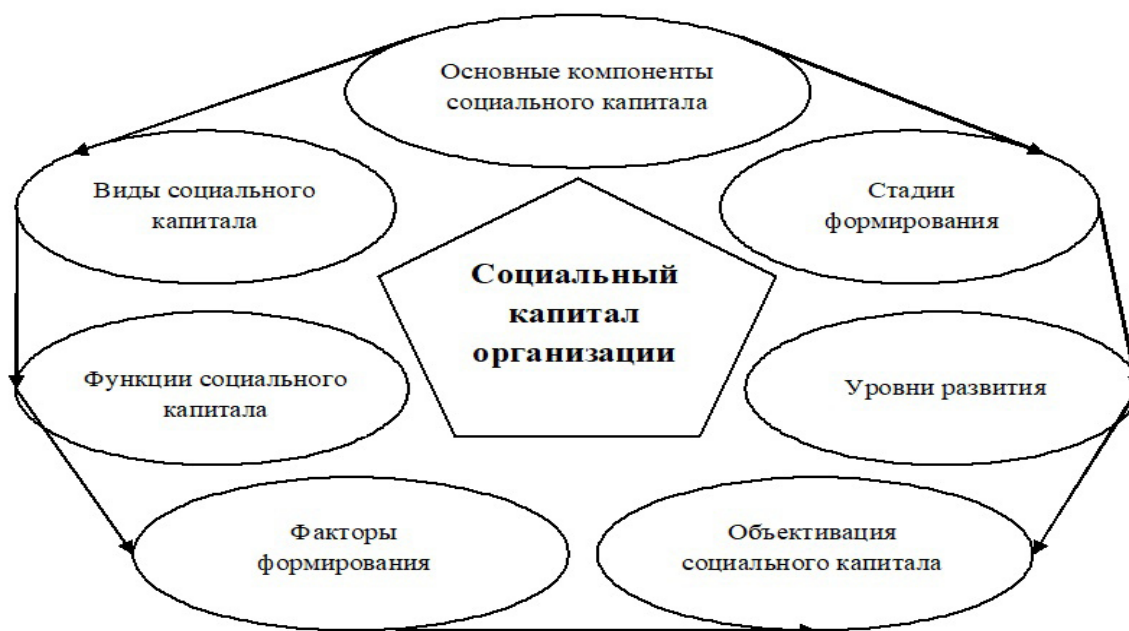 Основные компоненты
социального капитала
Виды социального
капитала
Стадии
формирования
Социальный
капитал
организации
Функции социального
капитала
Уровни развития
Факторы
формирования
Объективация
социального капитала